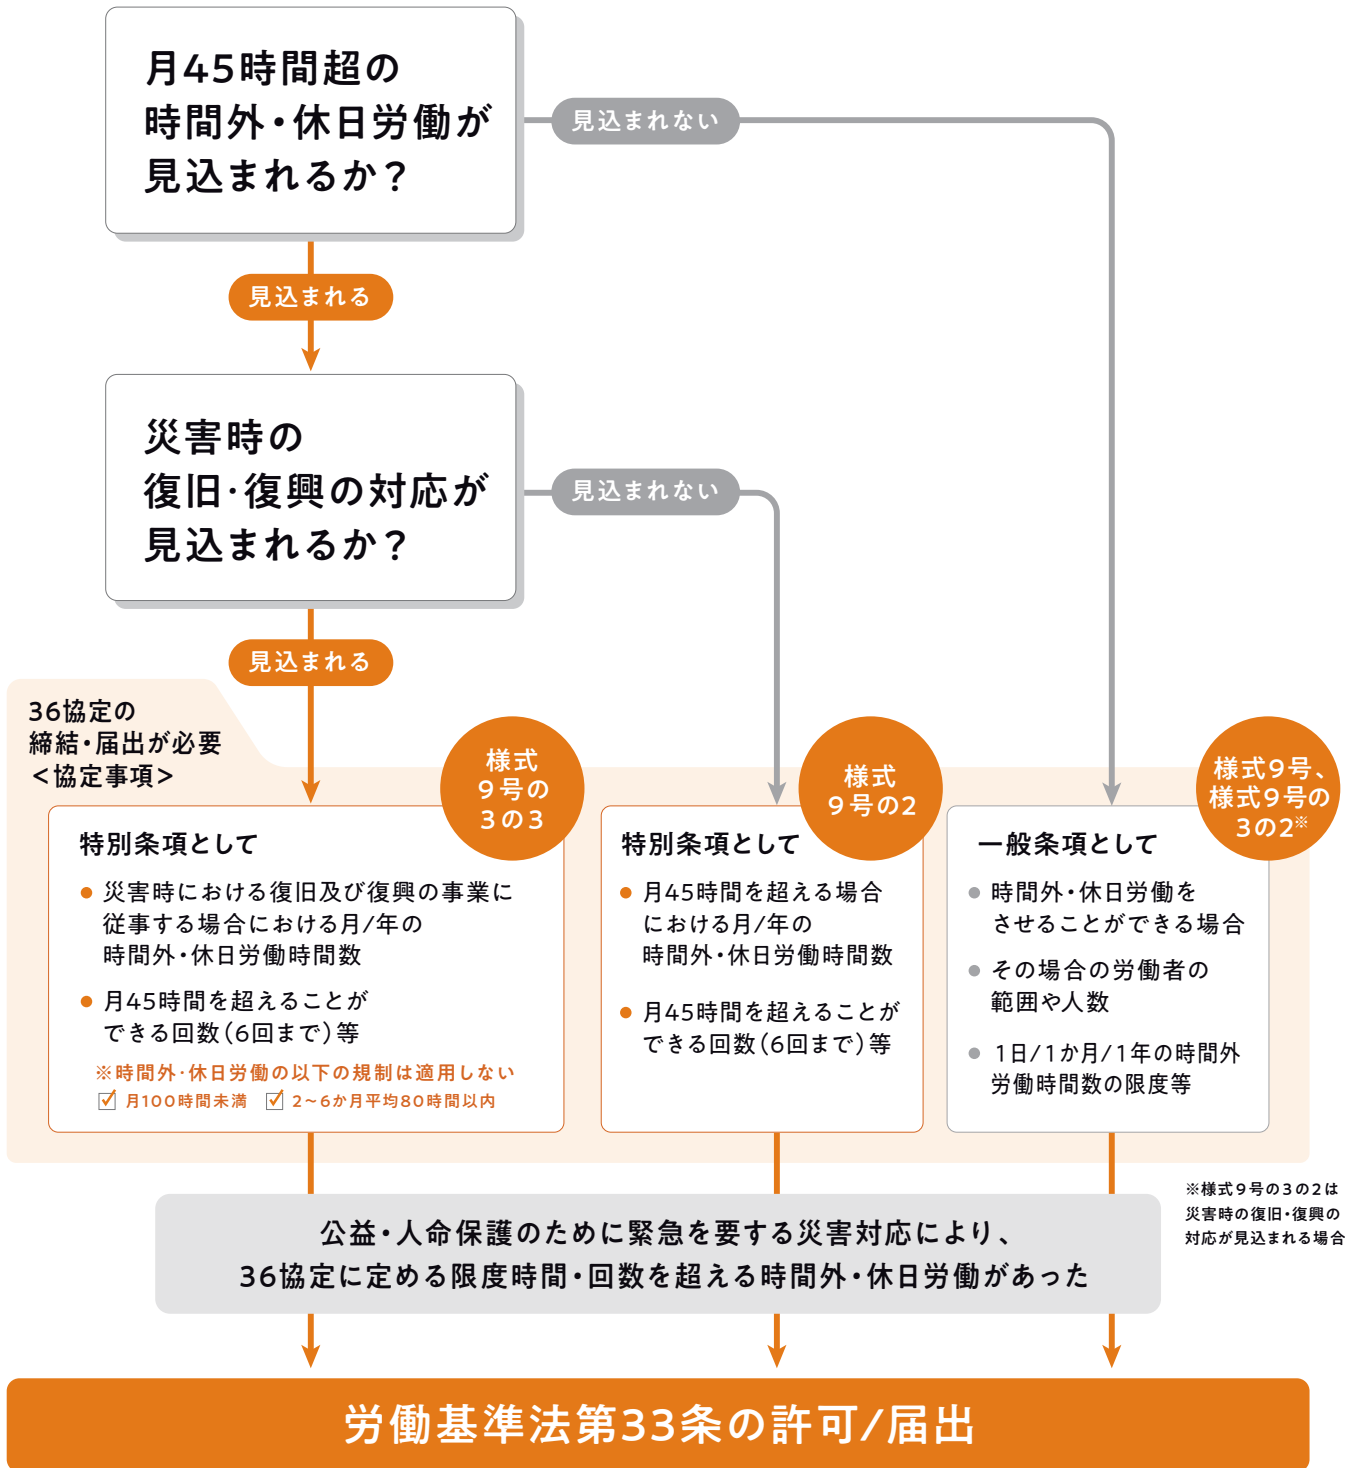 月45時間超の
時間外・休日労働が
見込まれるか？
見込まれない
見込まれる
災害時の
復旧・復興の対応が
見込まれるか？
見込まれない
見込まれる
36協定の
締結・届出が必要
＜協定事項＞
様式
9号の
3の3
特別条項として
● 災害時における復旧及び復興の事業に
従事する場合における月/年の
時間外・休日労働時間数
● 月45時間を超えることが
できる回数（6回まで）等
※時間外・休日労働の以下の規制は適用しない
☑ 月100時間未満 ☑ 2～6か月平均80時間以内
様式
9号の2
特別条項として
● 月45時間を超える場合
における月/年の
時間外・休日労働時間数
● 月45時間を超えることが
できる回数（6回まで）等
様式9号、
様式9号の
3の2※
一般条項として
● 時間外・休日労働を
させることができる場合
● その場合の労働者の
範囲や人数
● 1日/1か月/1年の時間外
労働時間数の限度等
※様式9号の3の2は
災害時の復旧・復興の
対応が見込まれる場合
公益・人命保護のために緊急を要する災害対応により、
36協定に定める限度時間・回数を超える時間外・休日労働があった
労働基準法第33条の許可/届出